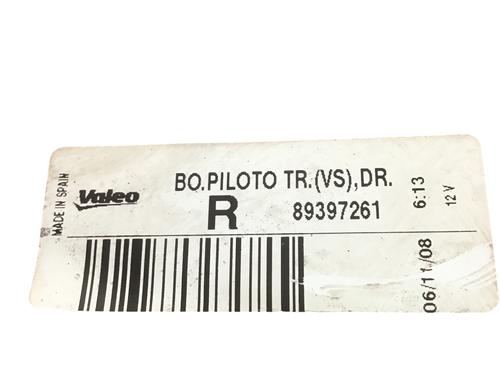 MADE IN SPAIN
Valeo
BO.PILOTO TR.(VS),DR.
R 89397261
6:13
12 V
06/11/08